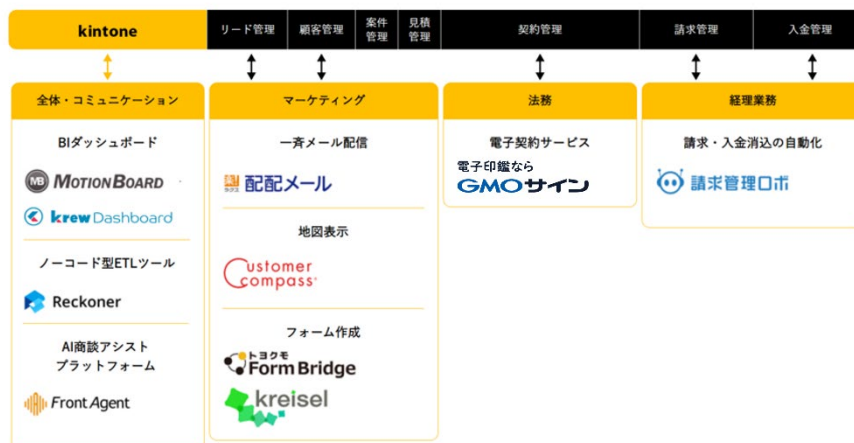 kintone
リード管理
顧客管理
案件
管理
見積
管理
契約管理
請求管理
入金管理
全体・コミュニケーション
BIダッシュボード
MB MOTIONBOARD
krewDashboard
ノーコード型ETLツール
Reckoner
AI商談アシスト
プラットフォーム
FrontAgent
マーケティング
一斉メール配信
ラクス 配配メール
地図表示
Customer
compass
フォーム作成
トヨクモ
FormBridge
kreisel
法務
電子契約サービス
電子印鑑なら
GMOサイン
経理業務
請求・入金消込の自動化
請求管理ロボ